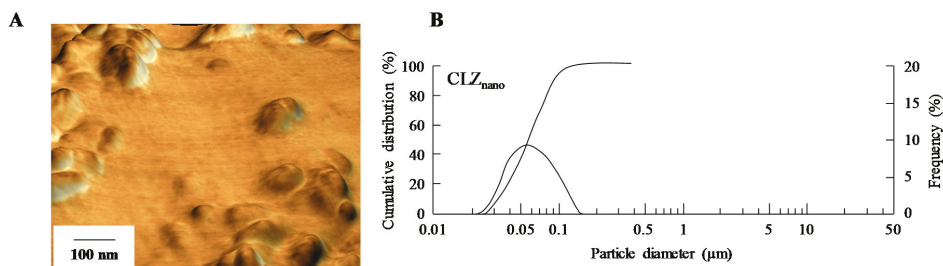 A
100 nm
B
CLZnano
Cumulative distribution (%)
100
80
60
40
20
0
20
15
10
5
0
Frequency (%)
0.01 0.05 0.1 0.5 1 5 10 50
Particle diameter (μm)